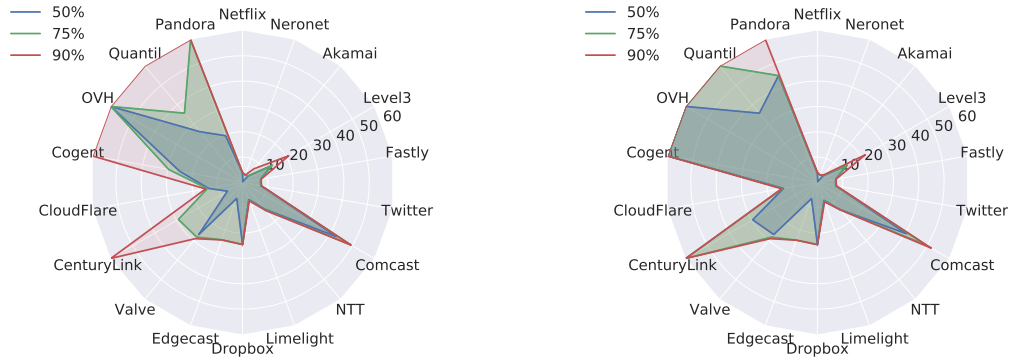 50%
75%
90%
Netflix
Neronet
Akamai
Level3
Fastly
Twitter
Comcast
NTT
Limelight
Dropbox
Edgecast
Valve
CenturyLink
CloudFlare
Cogent
OVH
Quantil
Pandora
10
20
30
40
50
60
50%
75%
90%
Netflix
Neronet
Akamai
Level3
Fastly
Twitter
Comcast
NTT
Limelight
Dropbox
Edgecast
Valve
CenturyLink
CloudFlare
Cogent
OVH
Quantil
Pandora
10
20
30
40
50
60